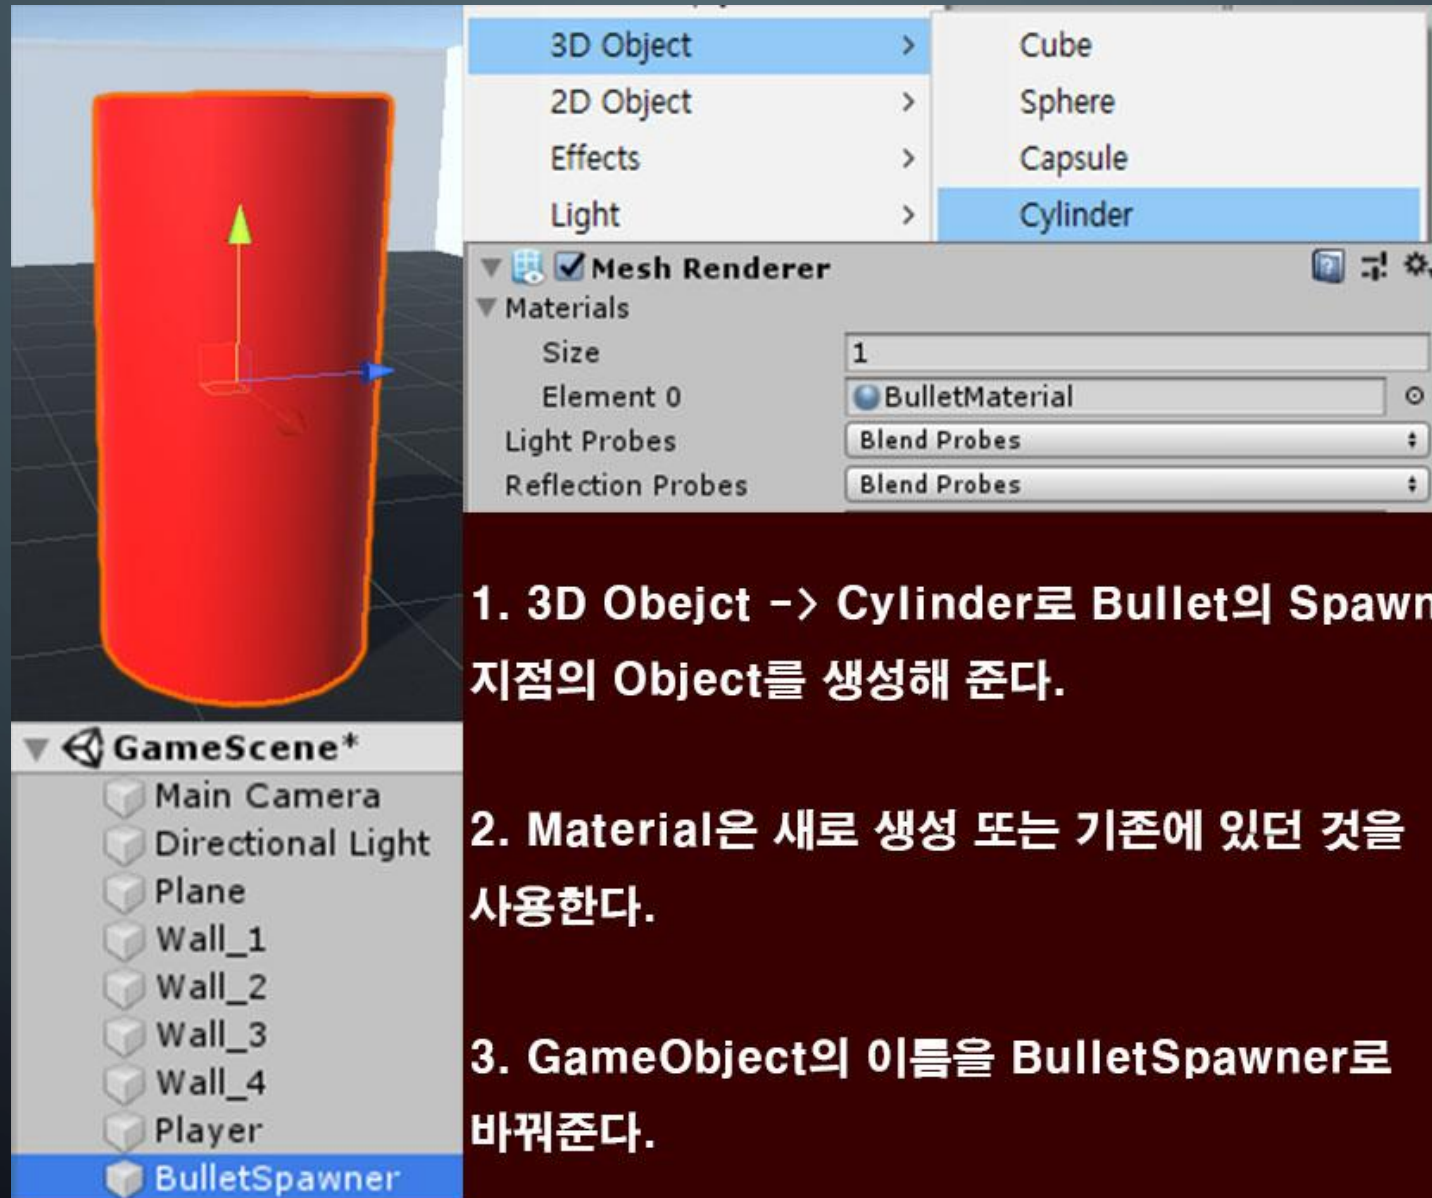 3D Object
Cube
2D Object
Sphere
Effects
Capsule
Light
Cylinder
Mesh Renderer
Materials
Size 1
Element 0 BulletMaterial
Light Probes Blend Probes
Reflection Probes Blend Probes
1. 3D Obejct -> Cylinder로 Bullet의 Spawn
지점의 Object를 생성해 준다.
2. Material은 새로 생성 또는 기존에 있던 것을
사용한다.
3. GameObject의 이름을 BulletSpawner로
바꿔준다.
GameScene*
Main Camera
Directional Light
Plane
Wall_1
Wall_2
Wall_3
Wall_4
Player
BulletSpawner